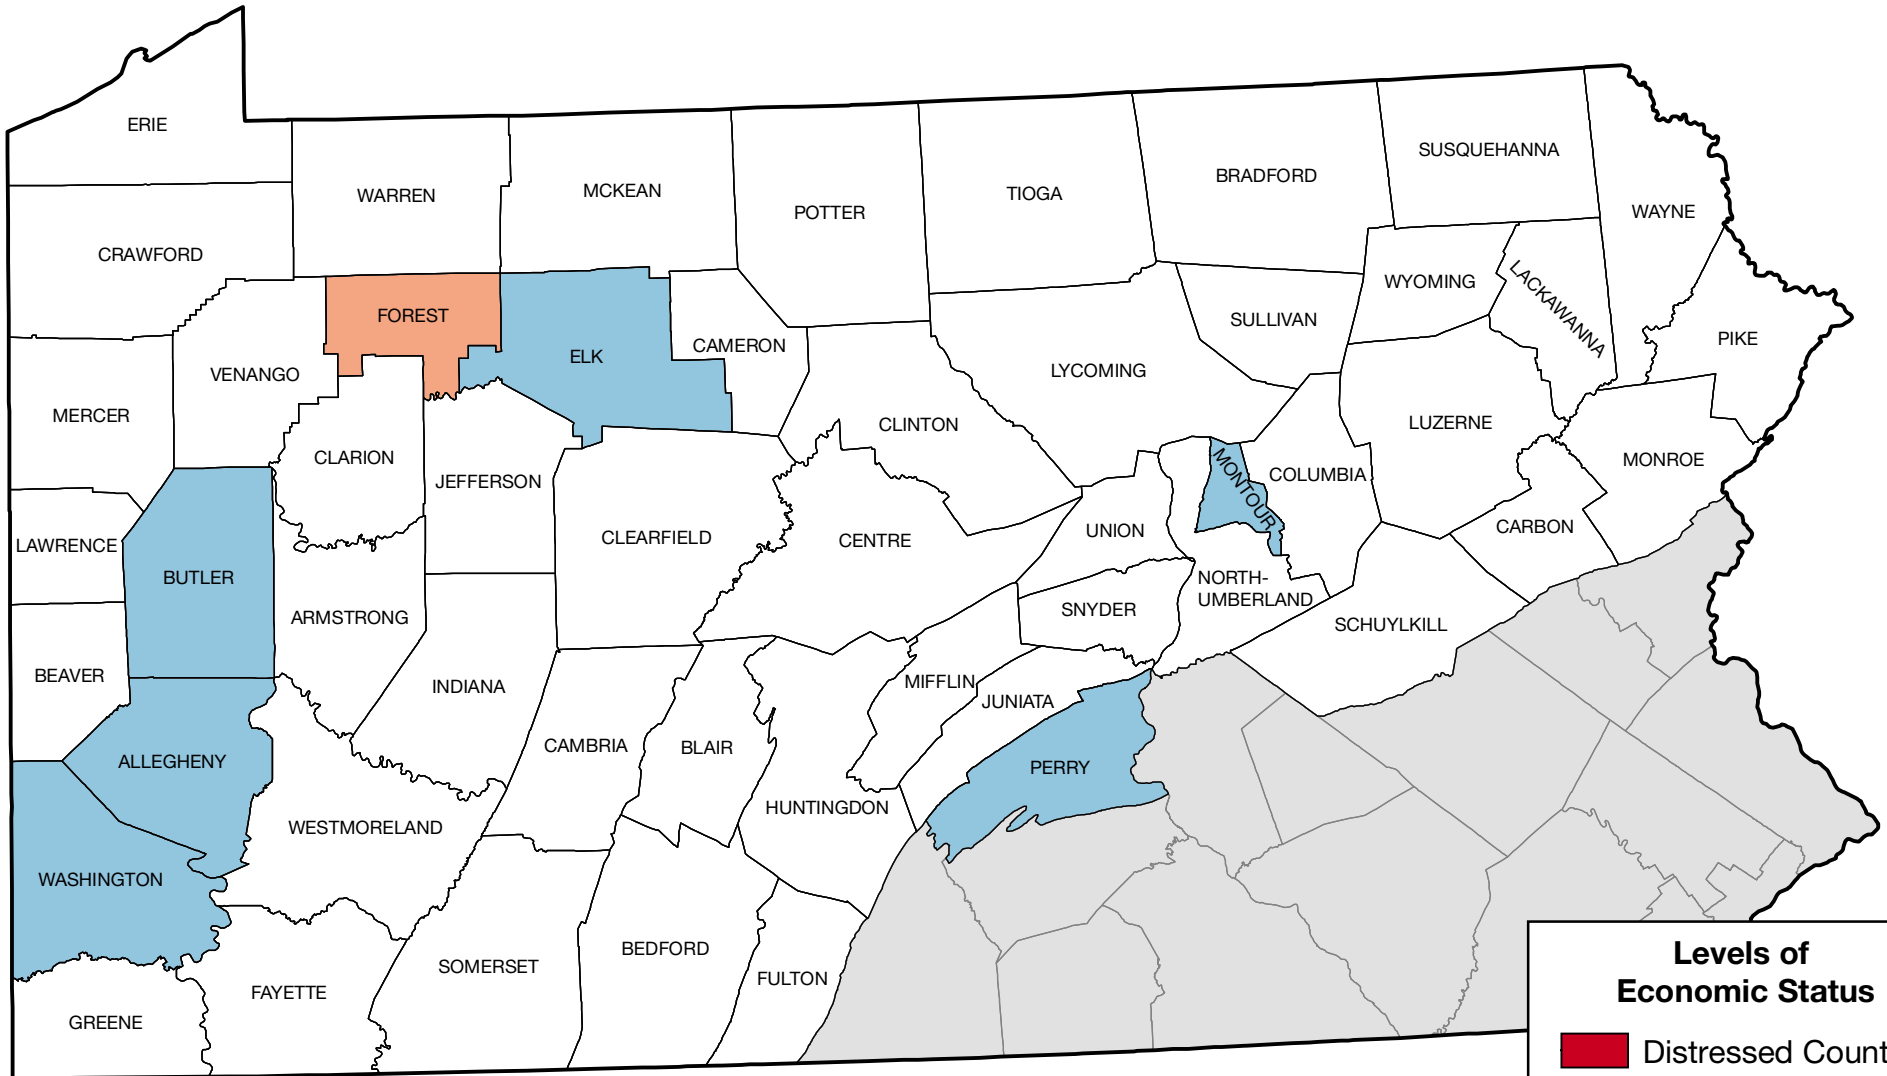 ERIE
WARREN
MCKEAN
POTTER
TIOGA
BRADFORD
SUSQUEHANNA
WAYNE
CRAWFORD
FOREST
ELK
CAMERON
LYCOMING
SULLIVAN
WYOMING
LACKAWANNA
PIKE
MERCER
VENANGO
CLARION
JEFFERSON
CLEARFIELD
CLINTON
CENTRE
UNION
MONTOUR
COLUMBIA
LUZERNE
CARBON
MONROE
LAWRENCE
BUTLER
ARMSTRONG
SNYDER
NORTH-
UMBERLAND
SCHUYLKILL
BEAVER
INDIANA
MIFFLIN
JUNIATA
ALLEGHENY
CAMBRIA
BLAIR
HUNTINGDON
PERRY
WASHINGTON
WESTMORELAND
GREENE
FAYETTE
SOMERSET
BEDFORD
FULTON
Levels of
Economic Status
Distressed Count